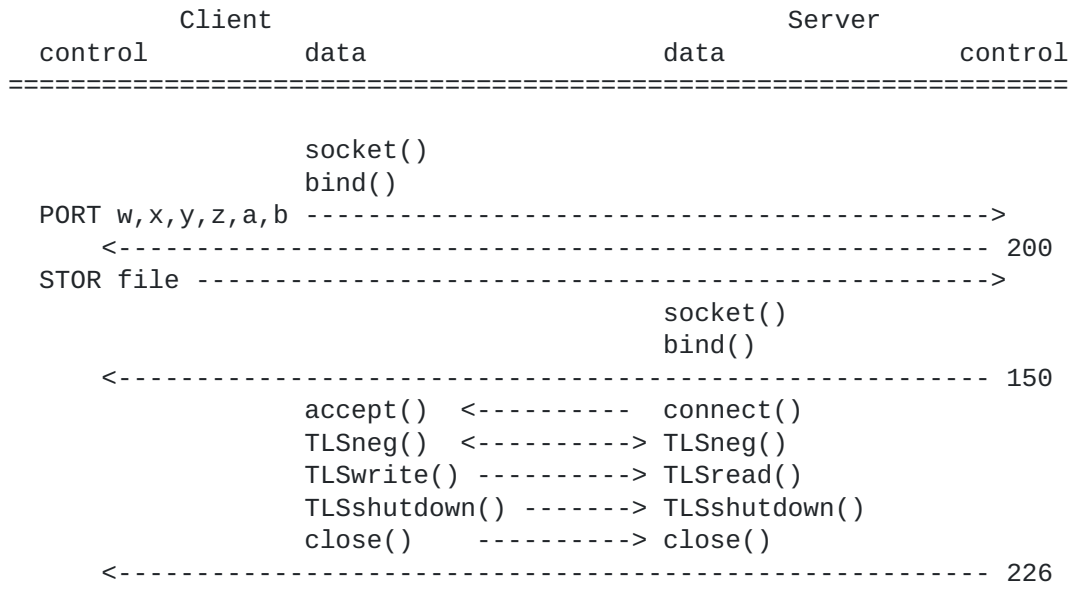 Client                                 Server
control          data                   data               control
====================================================================
                 socket()
                 bind()
PORT w,x,y,z,a,b -------------------------------------------->
    <-------------------------------------------------------- 200
STOR file --------------------------------------------------->
                                        socket()
                                        bind()
    <-------------------------------------------------------- 150
                 accept()  <----------  connect()
                 TLSneg()  <----------> TLSneg()
                 TLSwrite() ----------> TLSread()
                 TLSshutdown() -------> TLSshutdown()
                 close()    ----------> close()
    <-------------------------------------------------------- 226